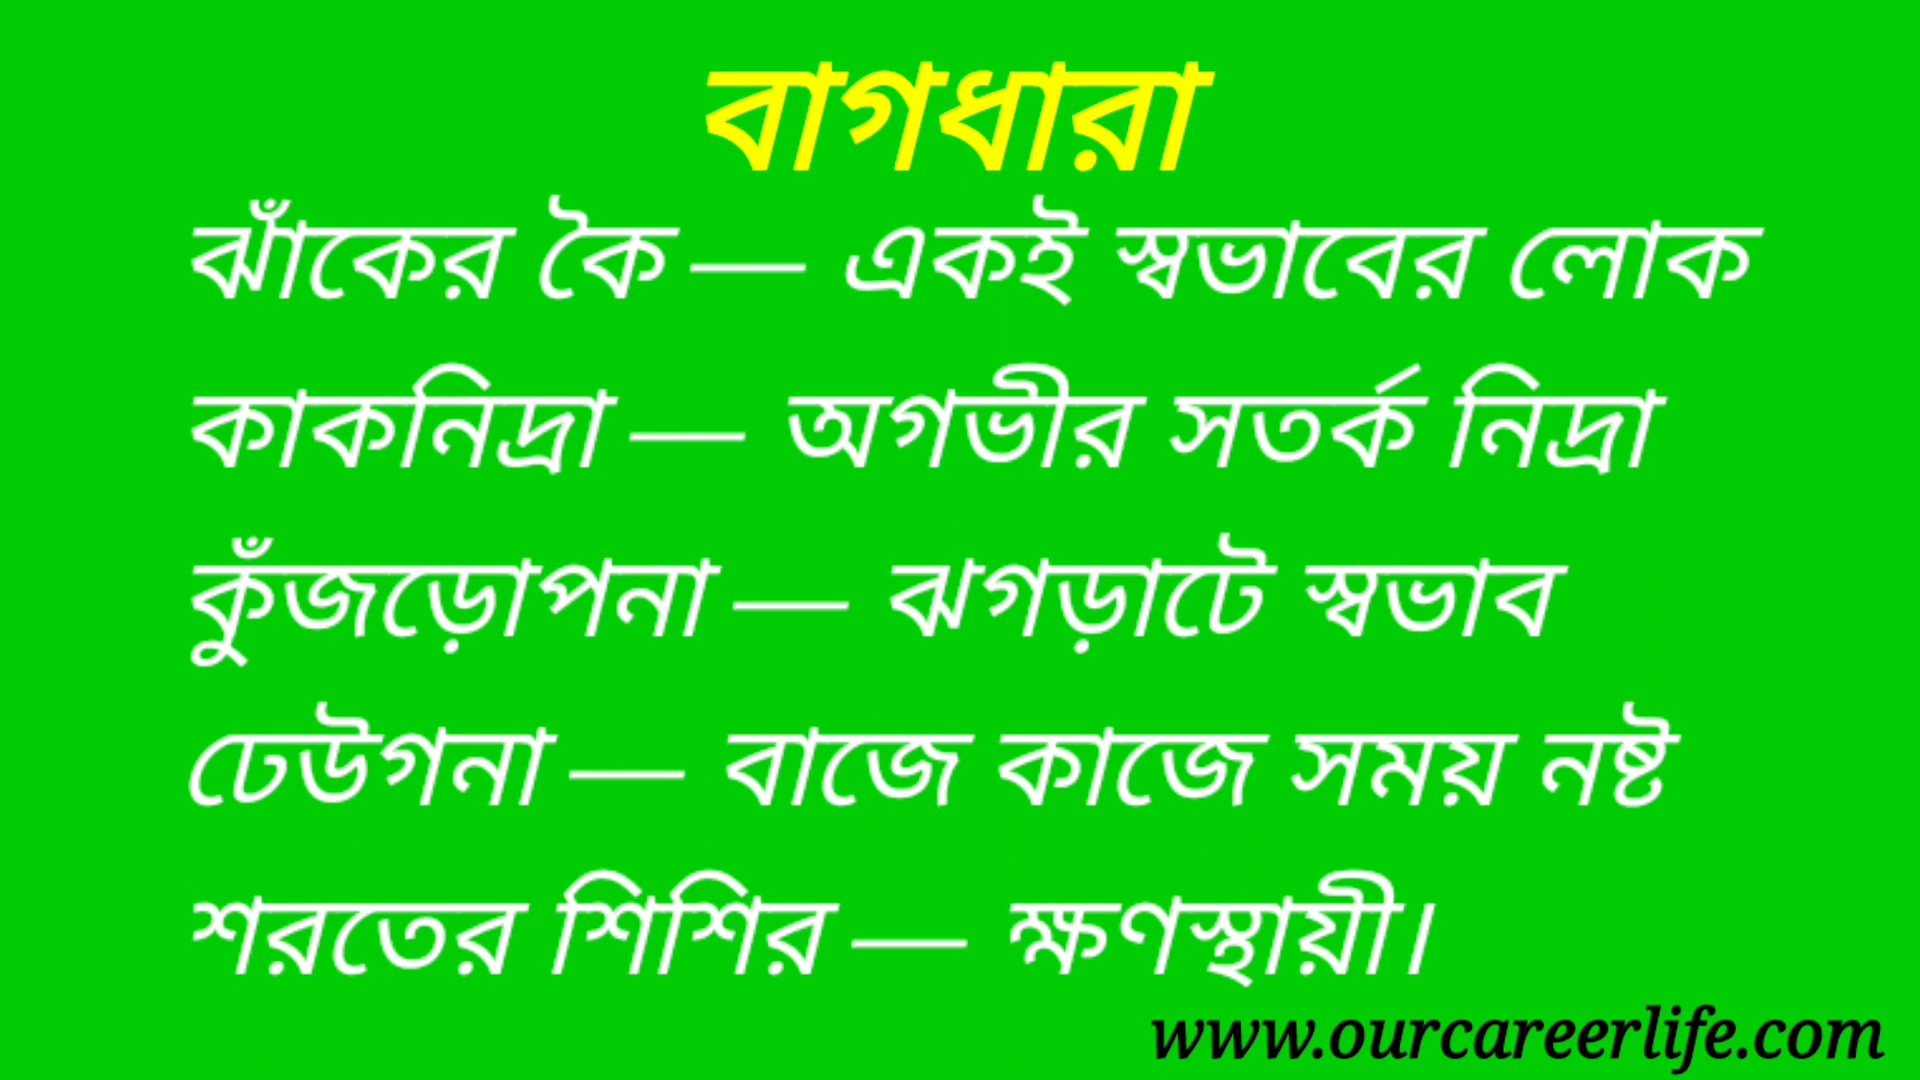 বাগধারা
ঝাঁকের কৈ — একই স্বভাবের লোক
কাকনিদ্রা — অগভীর সতর্ক নিদ্রা
কুঁজড়োপনা — ঝগড়াটে স্বভাব
ঢেউগনা — বাজে কাজে সময় নষ্ট
শরতের শিশির — ক্ষণস্থায়ী।
www.ourcareerlife.com